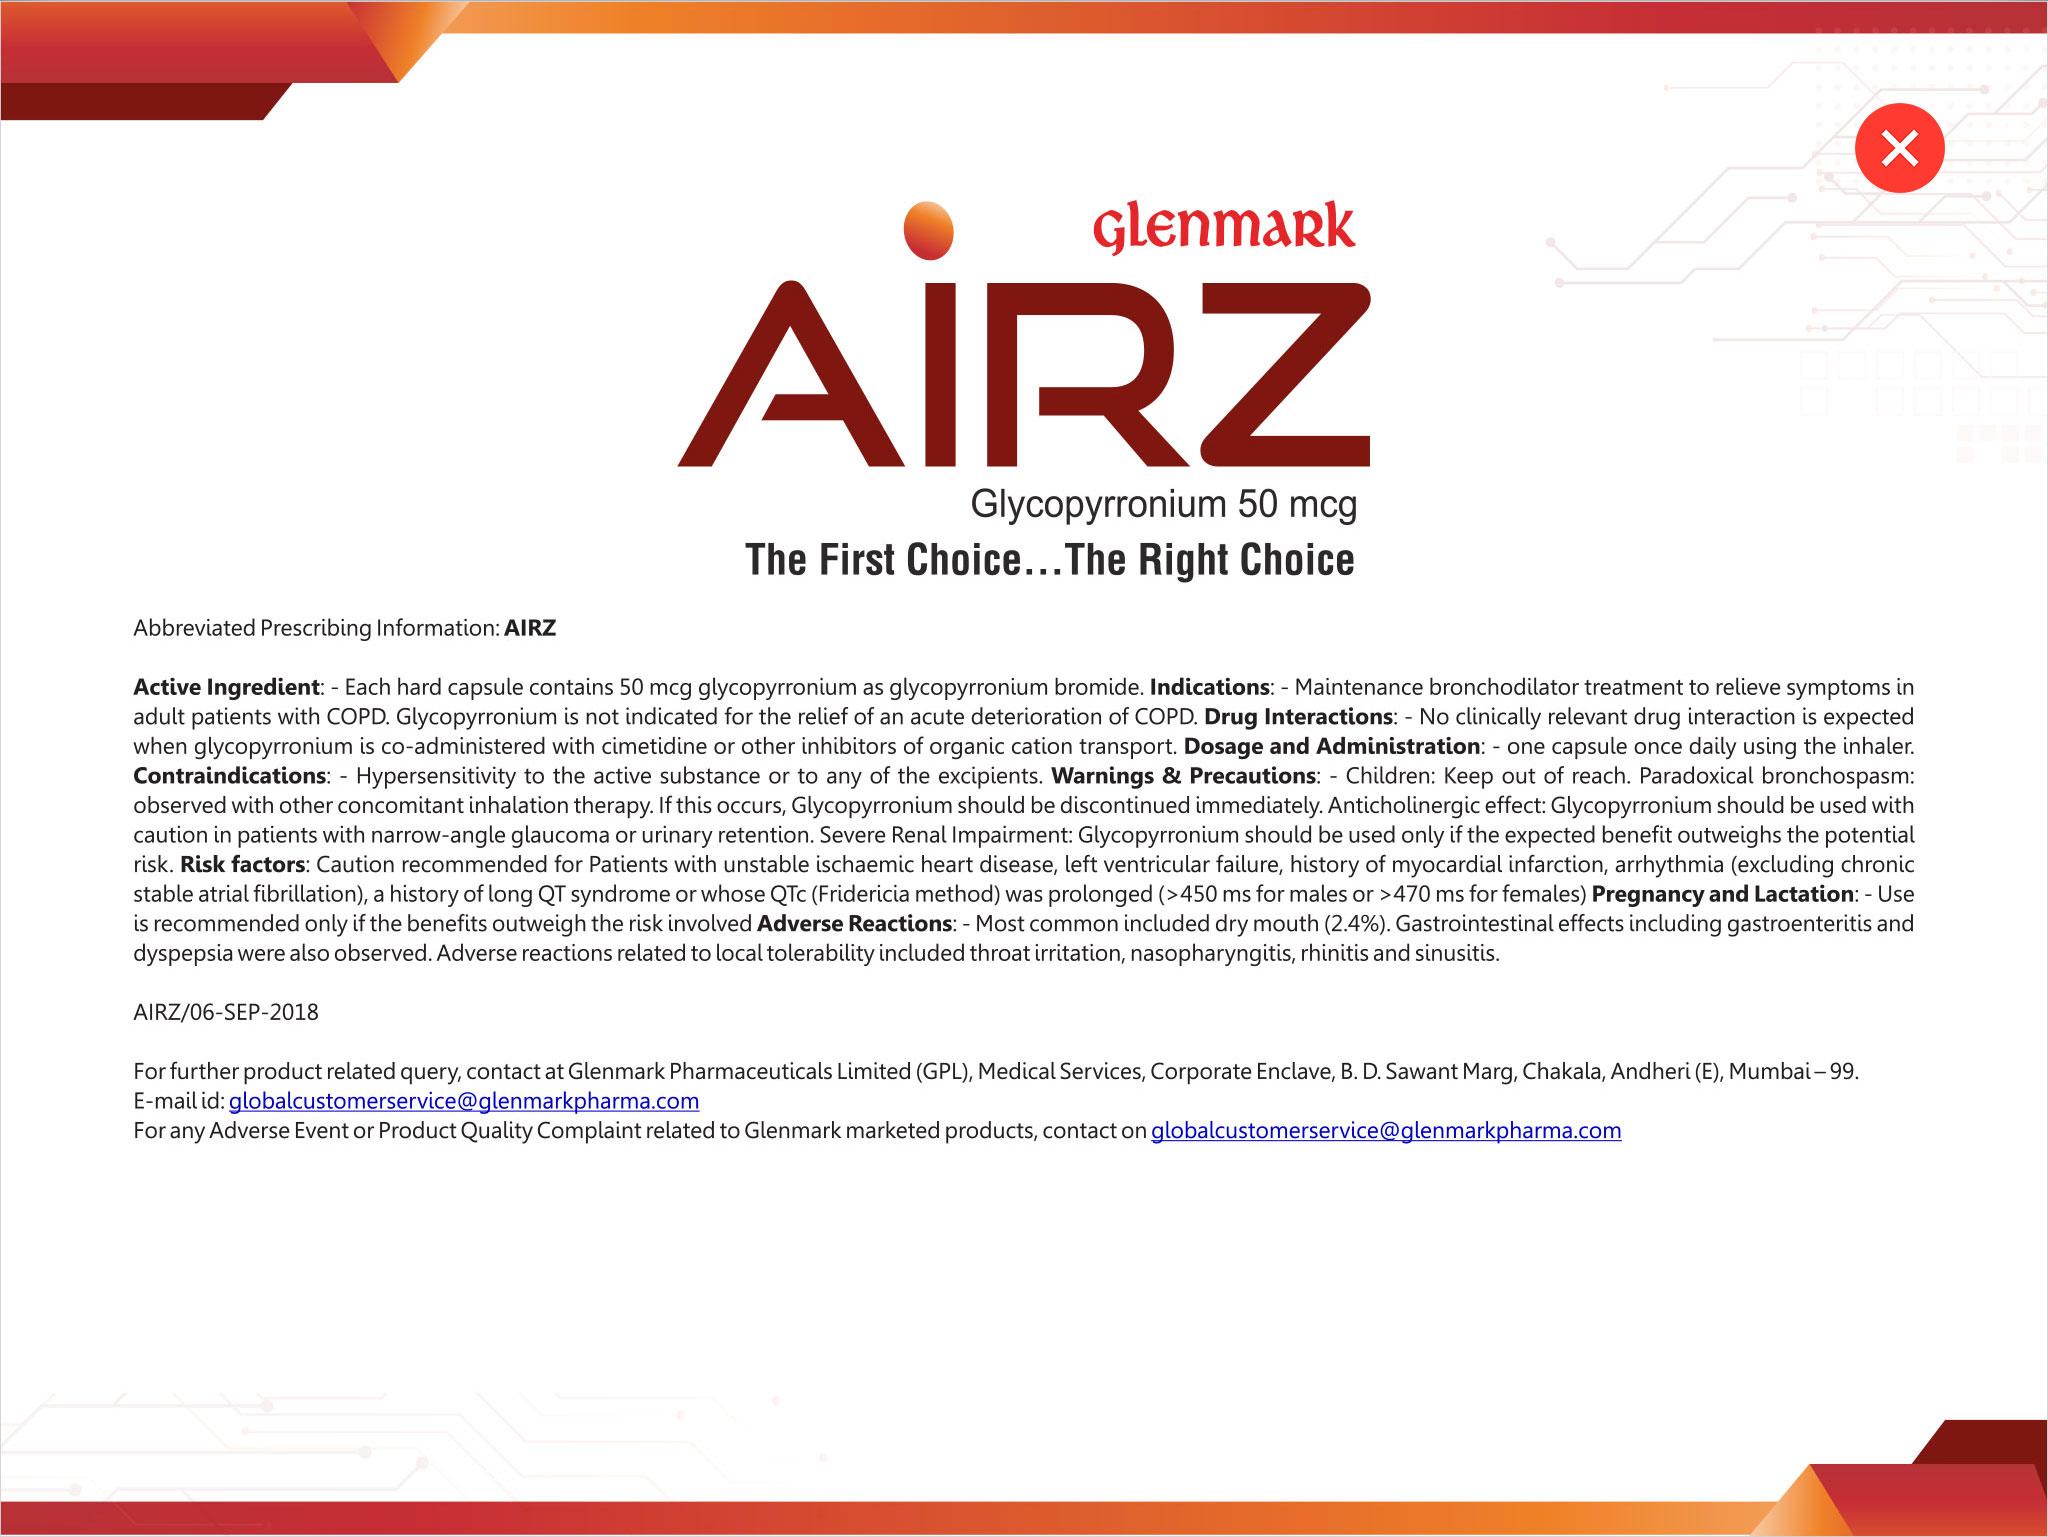 glenmark
AIRZ
Glycopyrronium 50 mcg
The First Choice...The Right Choice
Abbreviated Prescribing Information: AIRZ
Active Ingredient: - Each hard capsule contains 50 mcg glycopyrronium as glycopyrronium bromide. Indications: - Maintenance bronchodilator treatment to relieve symptoms in
adult patients with COPD. Glycopyrronium is not indicated for the relief of an acute deterioration of COPD. Drug Interactions: - No clinically relevant drug interaction is expected
when glycopyrronium is co-administered with cimetidine or other inhibitors of organic cation transport. Dosage and Administration: - one capsule once daily using the inhaler.
Contraindications: - Hypersensitivity to the active substance or to any of the excipients. Warnings & Precautions: - Children: Keep out of reach. Paradoxical bronchospasm:
observed with other concomitant inhalation therapy. If this occurs, Glycopyrronium should be discontinued immediately. Anticholinergic effect: Glycopyrronium should be used with
caution in patients with narrow-angle glaucoma or urinary retention. Severe Renal Impairment: Glycopyrronium should be used only if the expected benefit outweighs the potential
risk. Risk factors: Caution recommended for Patients with unstable ischaemic heart disease, left ventricular failure, history of myocardial infarction, arrhythmia (excluding chronic
stable atrial fibrillation), a history of long QT syndrome or whose QTc (Fridericia method) was prolonged (>450 ms for males or >470 ms for females) Pregnancy and Lactation: - Use
is recommended only if the benefits outweigh the risk involved Adverse Reactions: - Most common included dry mouth (2.4%). Gastrointestinal effects including gastroenteritis and
dyspepsia were also observed. Adverse reactions related to local tolerability included throat irritation, nasopharyngitis, rhinitis and sinusitis.
AIRZ/06-SEP-2018
For further product related query, contact at Glenmark Pharmaceuticals Limited (GPL), Medical Services, Corporate Enclave, B. D. Sawant Marg, Chakala, Andheri (E), Mumbai – 99.
E-mail id: globalcustomerservice@glenmarkpharma.com
For any Adverse Event or Product Quality Complaint related to Glenmark marketed products, contact on globalcustomerservice@glenmarkpharma.com